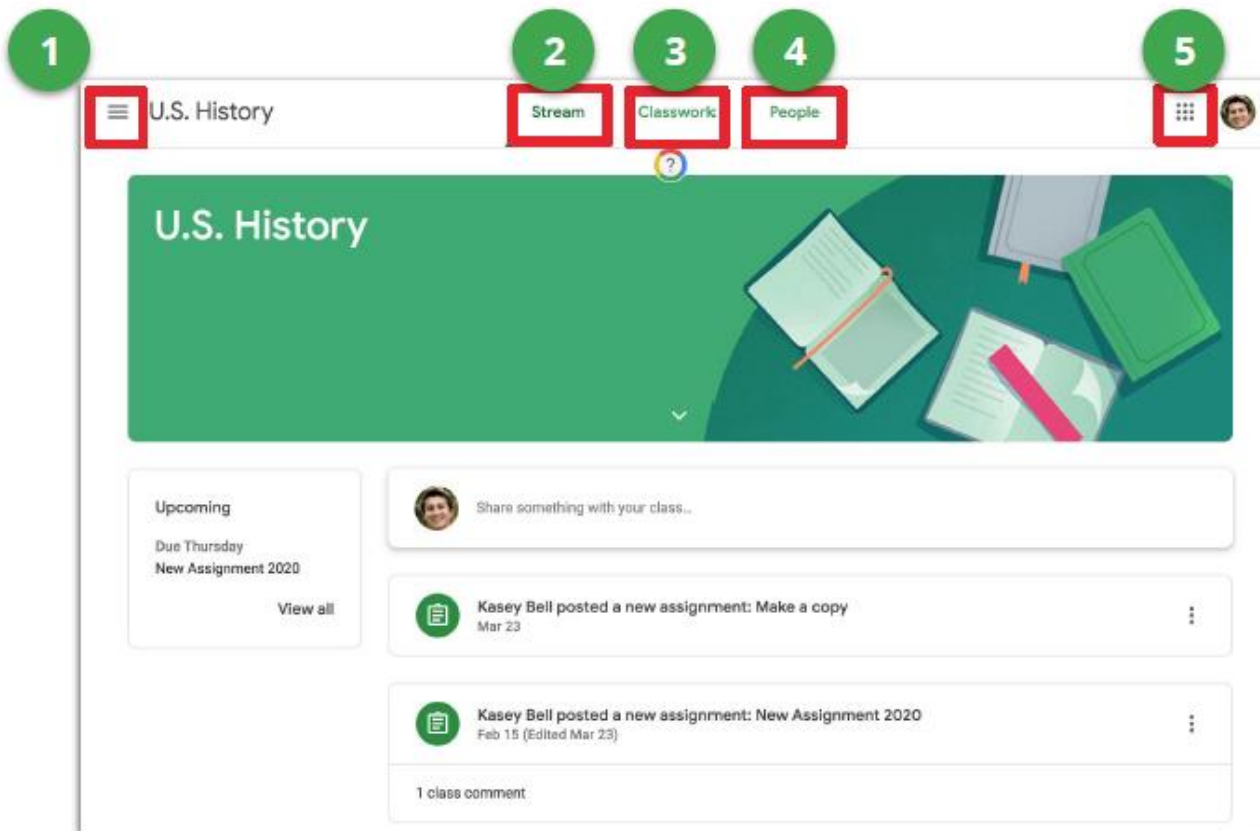 1
2
3
4
5
U.S. History
Stream
Classwork
People
?
U.S. History
Upcoming
Due Thursday
New Assignment 2020
View all
Share something with your class...
Kasey Bell posted a new assignment: Make a copy
Mar 23
Kasey Bell posted a new assignment: New Assignment 2020
Feb 15 (Edited Mar 23)
1 class comment